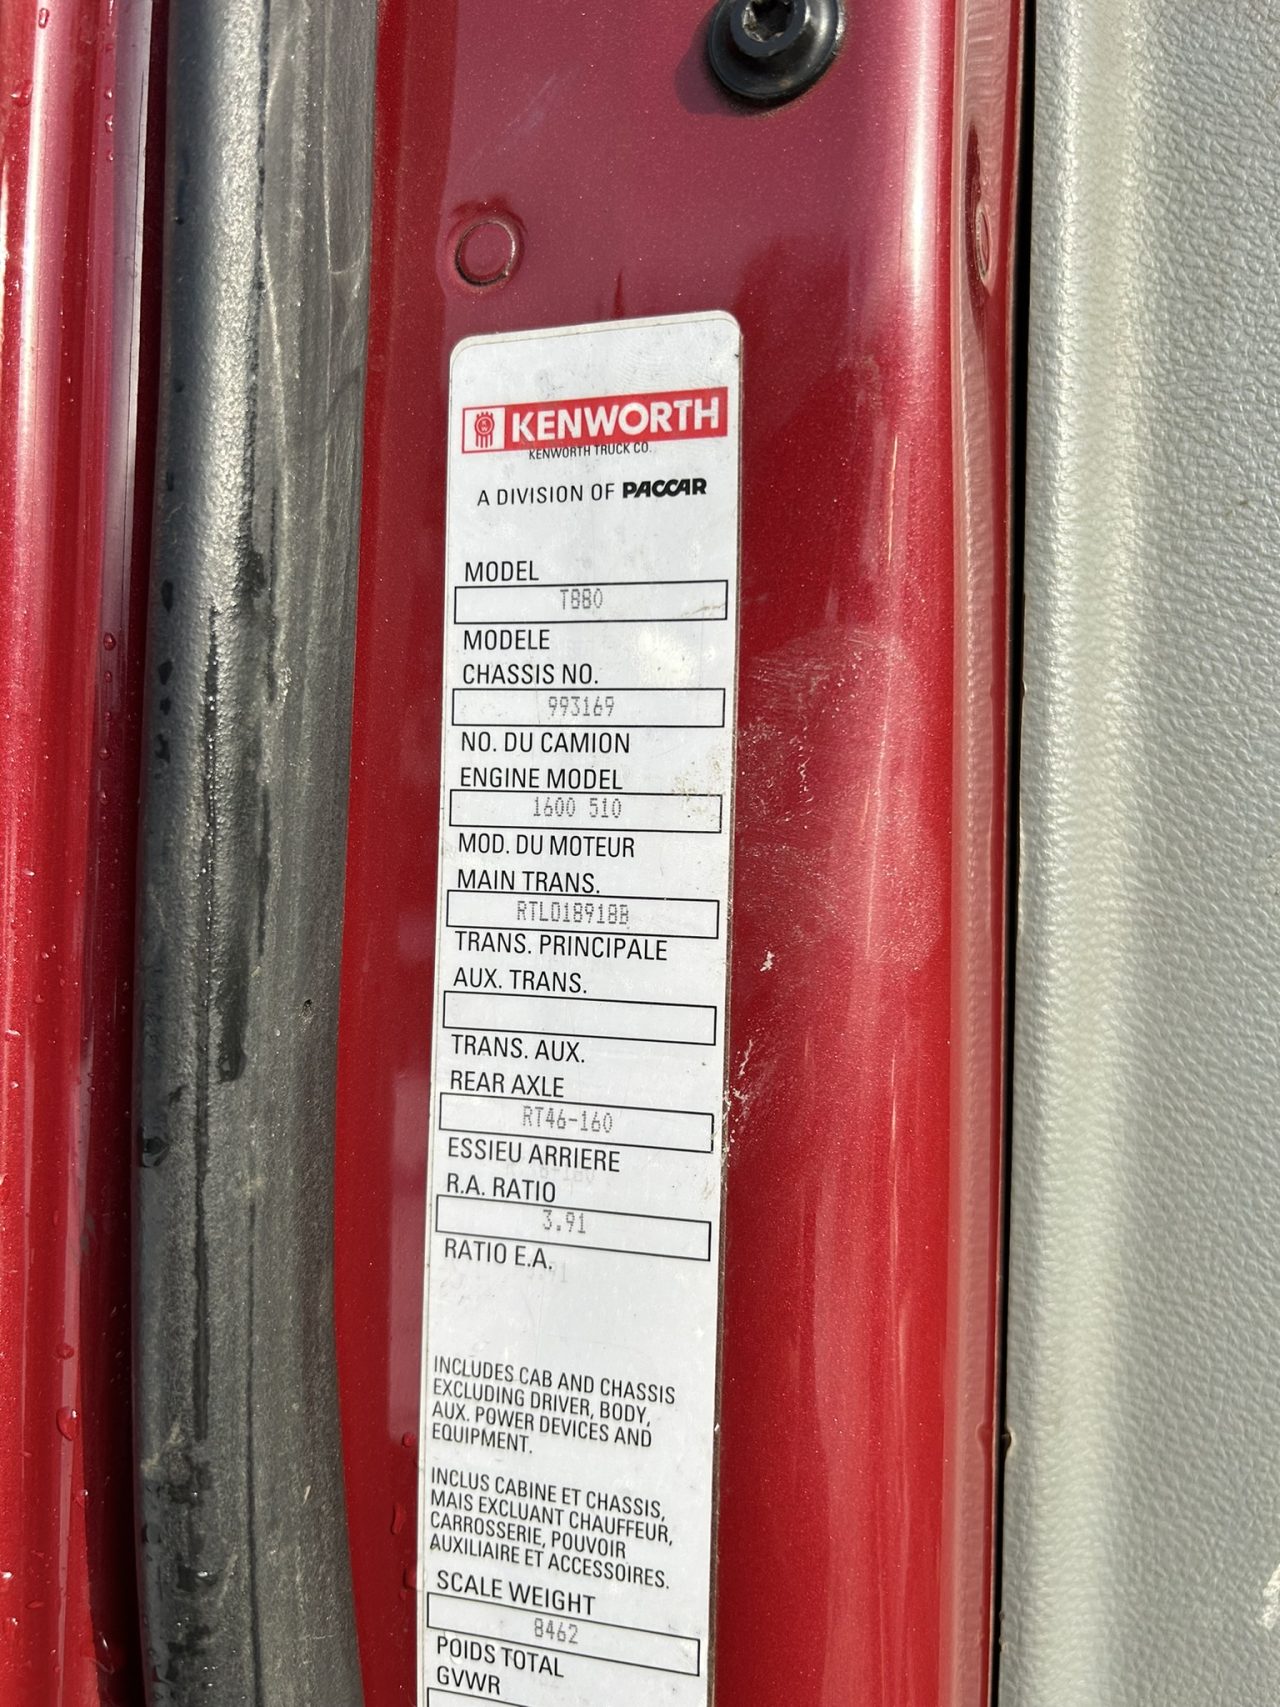 KENWORTH
KENWORTH TRUCK CO.
A DIVISION OF PACCAR
MODEL
T880
MODELE
CHASSIS NO.
993169
NO. DU CAMION
ENGINE MODEL
1600 510
MOD. DU MOTEUR
MAIN TRANS.
RTLO18918B
TRANS. PRINCIPALE
AUX. TRANS.
TRANS. AUX.
REAR AXLE
RT46-160
ESSIEU ARRIERE
R.A. RATIO
3.91
RATIO E.A.
INCLUDES CAB AND CHASSIS
EXCLUDING DRIVER, BODY,
AUX. POWER DEVICES AND
EQUIPMENT.
INCLUS CABINE ET CHASSIS,
MAIS EXCLUANT CHAUFFEUR,
CARROSSERIE, POUVOIR
AUXILIAIRE ET ACCESSOIRES.
SCALE WEIGHT
8462
POIDS TOTAL
GVWR